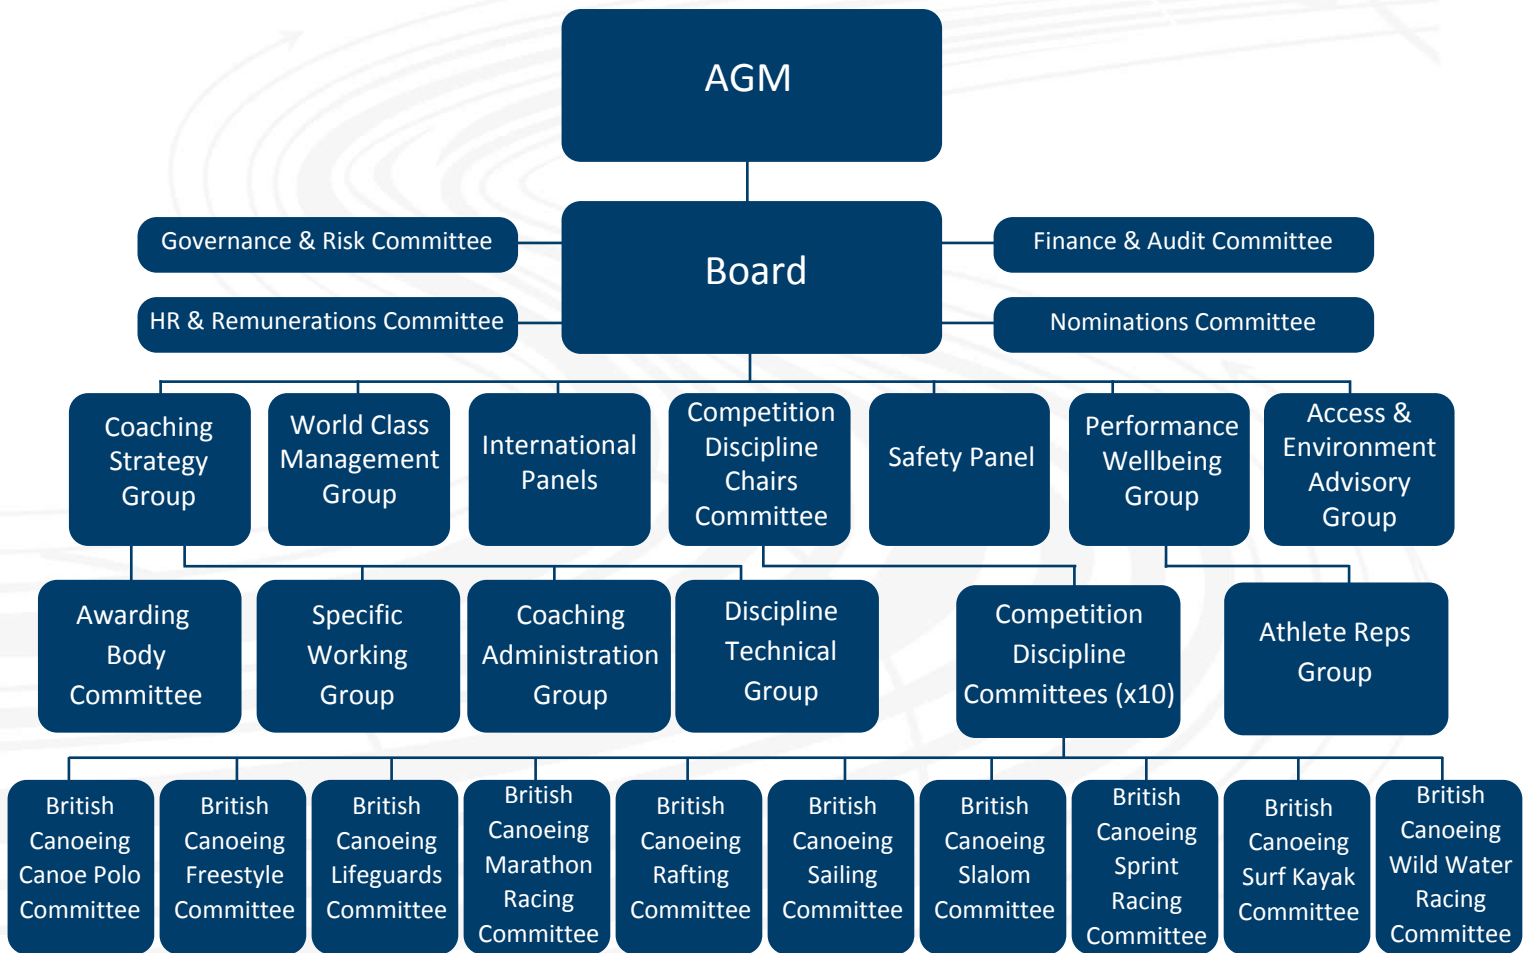 AGM
Board
Governance & Risk Committee
Finance & Audit Committee
HR & Remunerations Committee
Nominations Committee
Coaching
Strategy
Group
World Class
Management
Group
International
Panels
Competition
Discipline
Chairs
Committee
Safety Panel
Performance
Wellbeing
Group
Access &
Environment
Advisory
Group
Awarding
Body
Committee
Specific
Working
Group
Coaching
Administration
Group
Discipline
Technical
Group
Competition
Discipline
Committees (x10)
Athlete Reps
Group
British
Canoeing
Canoe Polo
Committee
British
Canoeing
Freestyle
Committee
British
Canoeing
Lifeguards
Committee
British
Canoeing
Marathon
Racing
Committee
British
Canoeing
Rafting
Committee
British
Canoeing
Sailing
Committee
British
Canoeing
Slalom
Committee
British
Canoeing
Sprint
Racing
Committee
British
Canoeing
Surf Kayak
Committee
British
Canoeing
Wild Water
Racing
Committee